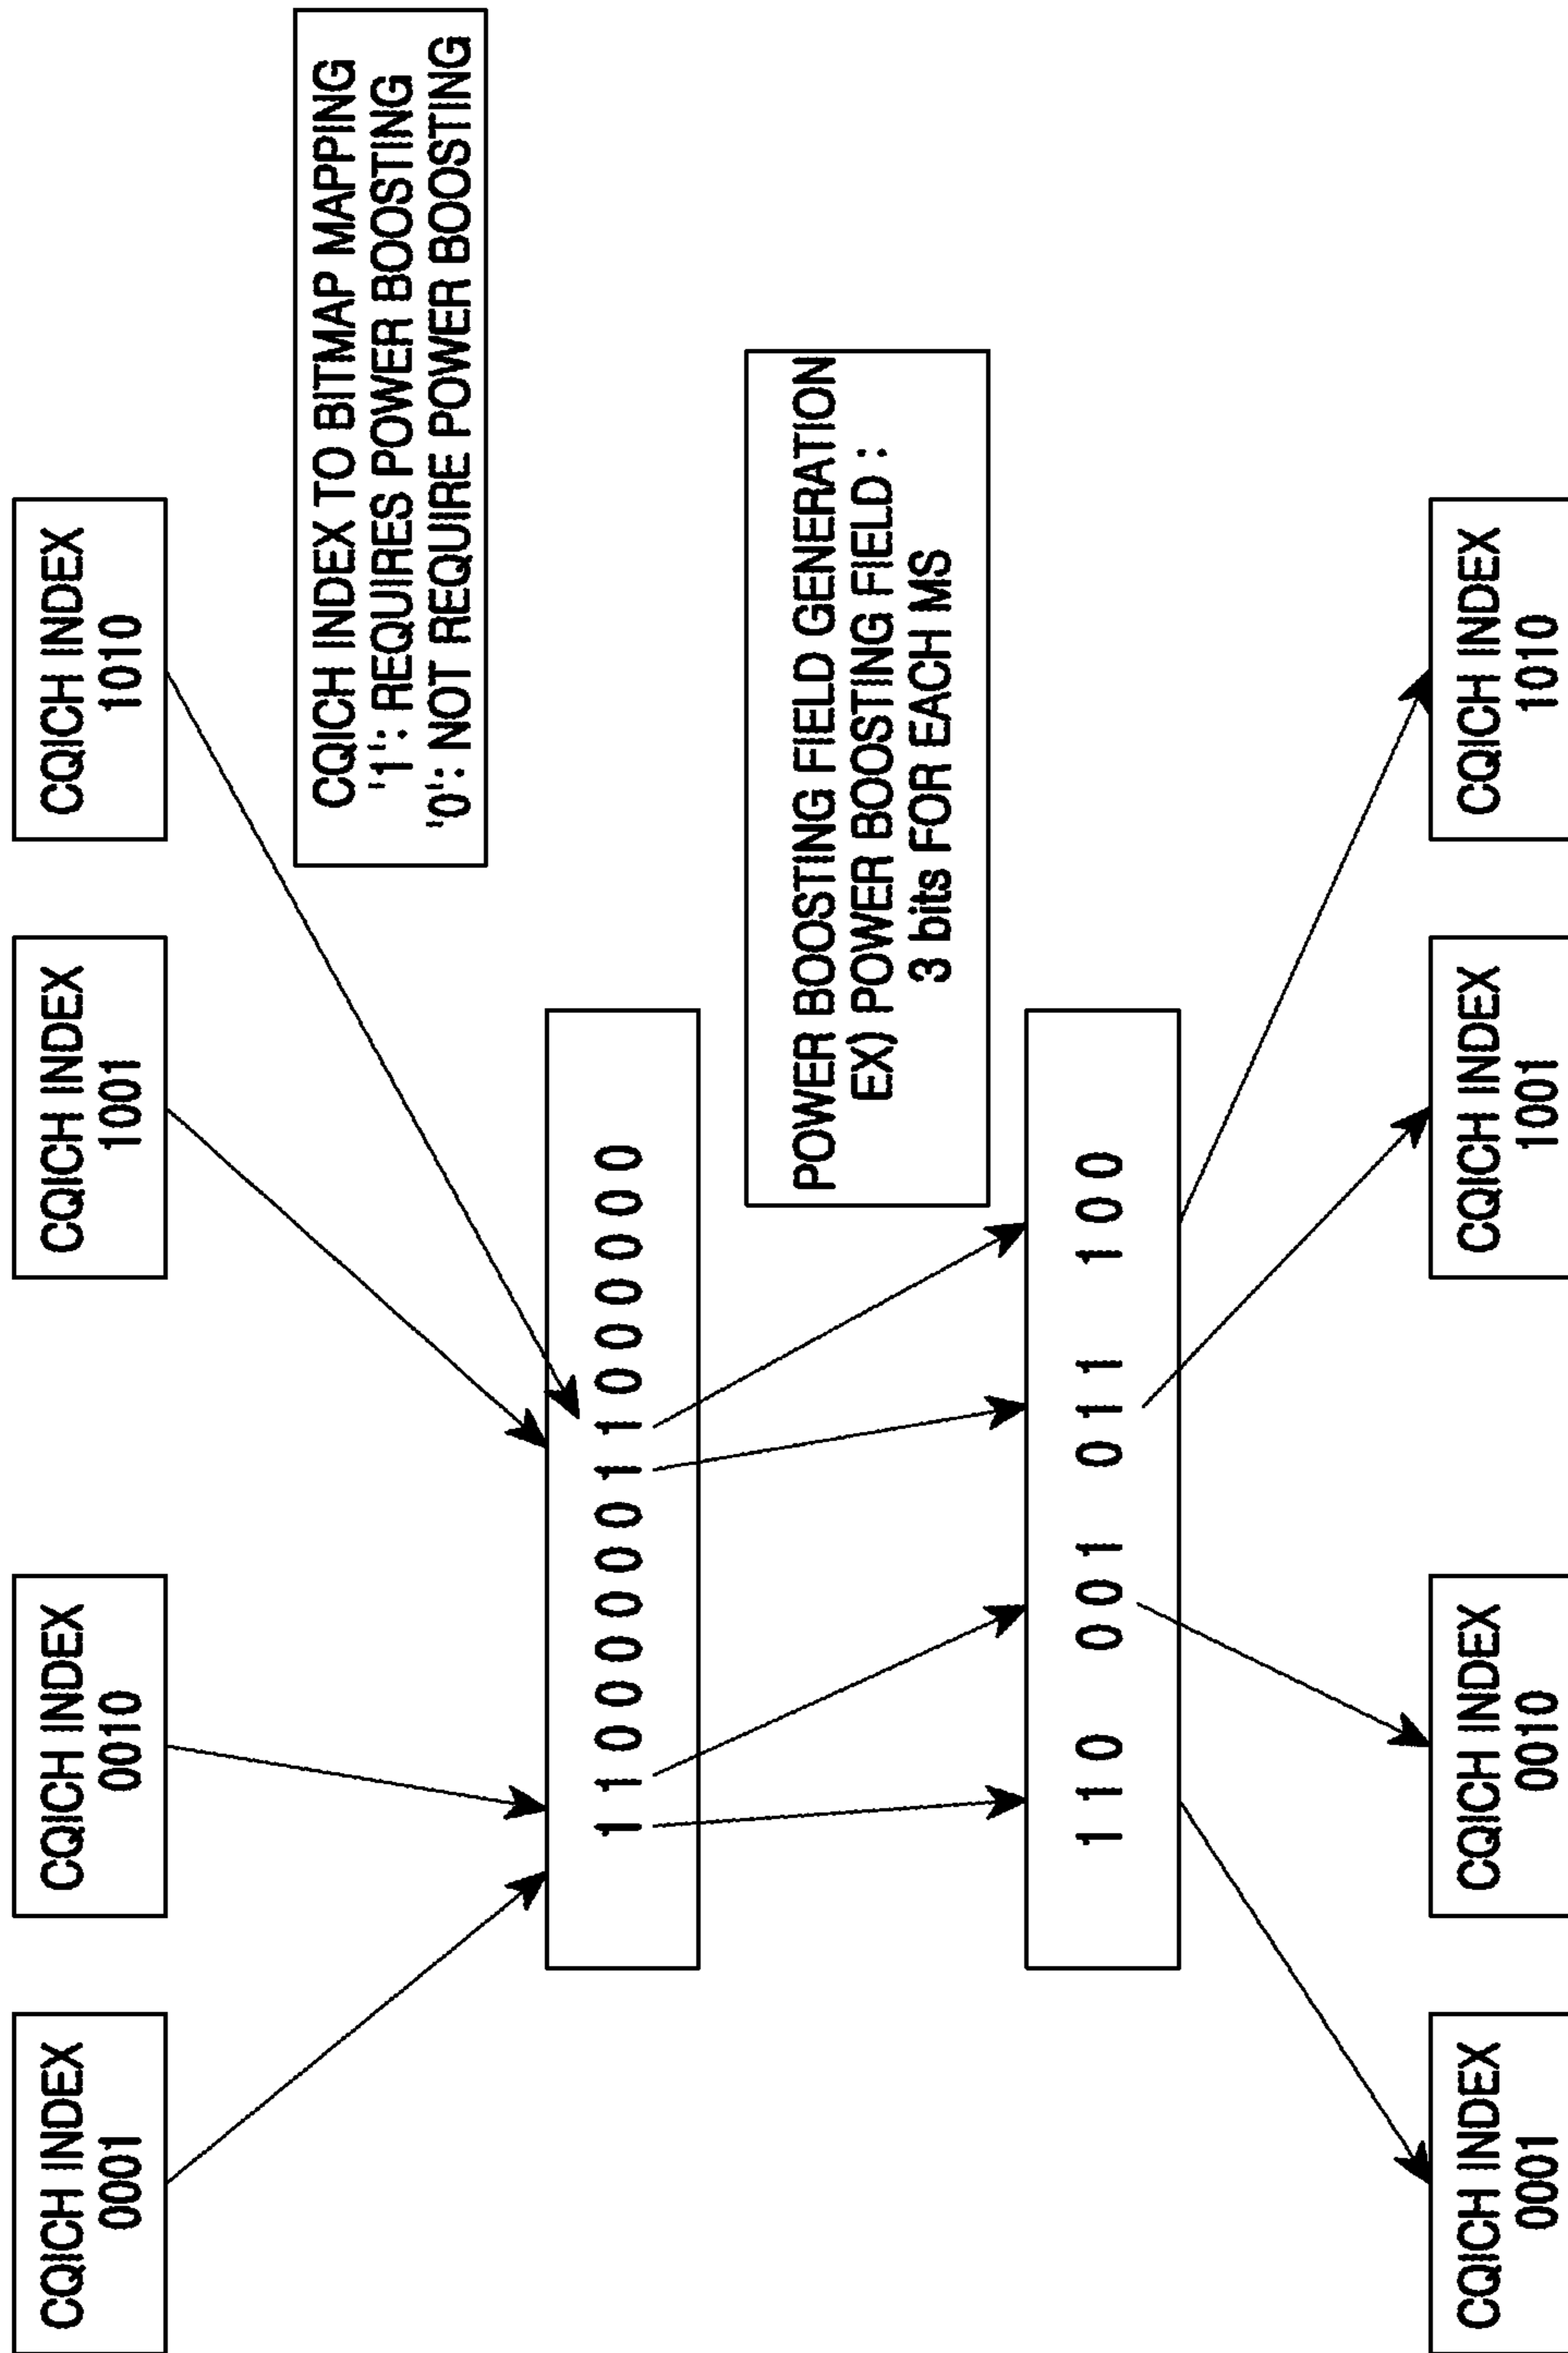 CQICH INDEX
0001
CQICH INDEX
0010
CQICH INDEX
1001
CQICH INDEX
1010
CQICH INDEX TO BITMAP MAPPING
'1': REQUIRES POWER BOOSTING
'0': NOT REQUIRE POWER BOOSTING
1 1 0 0 0 0 0 0 1 1 0 0 0 0 0 0
POWER BOOSTING FIELD GENERATION
EX) POWER BOOSTING FIELD :
3 bits FOR EACH MS
1 1 0 0 0 1 0 1 1 1 0 0
CQICH INDEX
0001
CQICH INDEX
0010
CQICH INDEX
1001
CQICH INDEX
1010